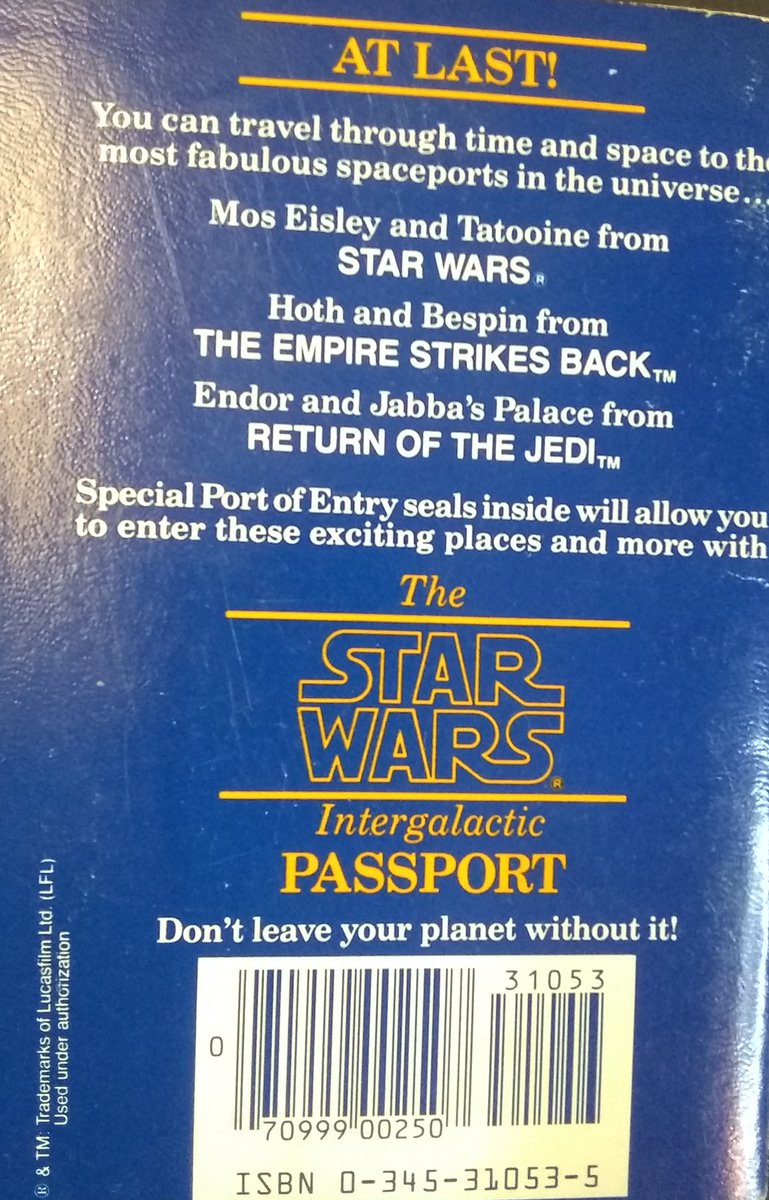 AT LAST!
You can travel through time and space to the
most fabulous spaceports in the universe...
Mos Eisley and Tatooine from
STAR WARS®
Hoth and Bespin from
THE EMPIRE STRIKES BACK™
Endor and Jabba's Palace from
RETURN OF THE JEDI™
Special Port of Entry seals inside will allow you
to enter these exciting places and more with
The
STAR
WARS®
Intergalactic
PASSPORT
Don't leave your planet without it!
® & TM: Trademarks of Lucasfilm Ltd. (LFL)
Used under authorization
31053
0
70999 00250
ISBN 0-345-31053-5